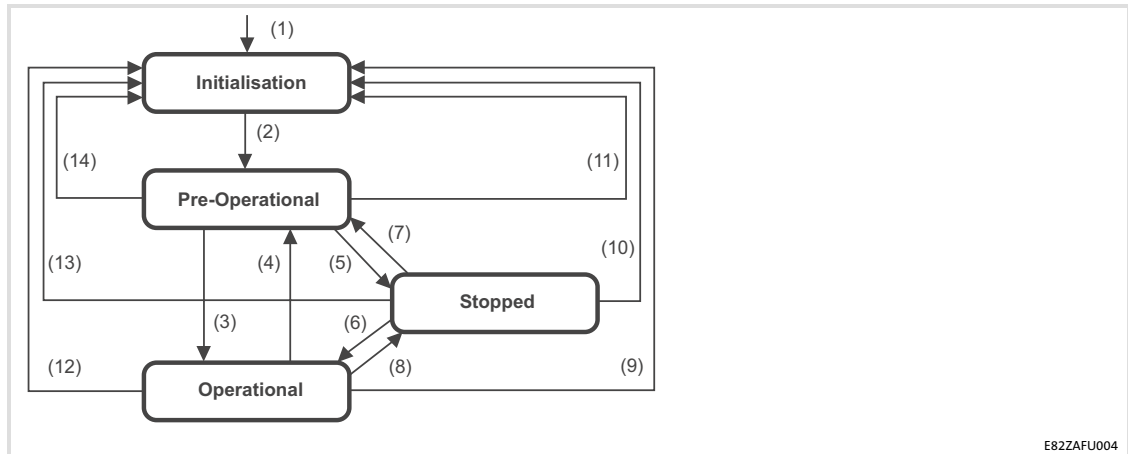 (1)
Initialisation
(2)
(14)
(11)
Pre-Operational
(7)
(10)
(13)
(4)
(5)
Stopped
(3)
(6)
(12)
(8)
(9)
Operational
E82ZAFU004